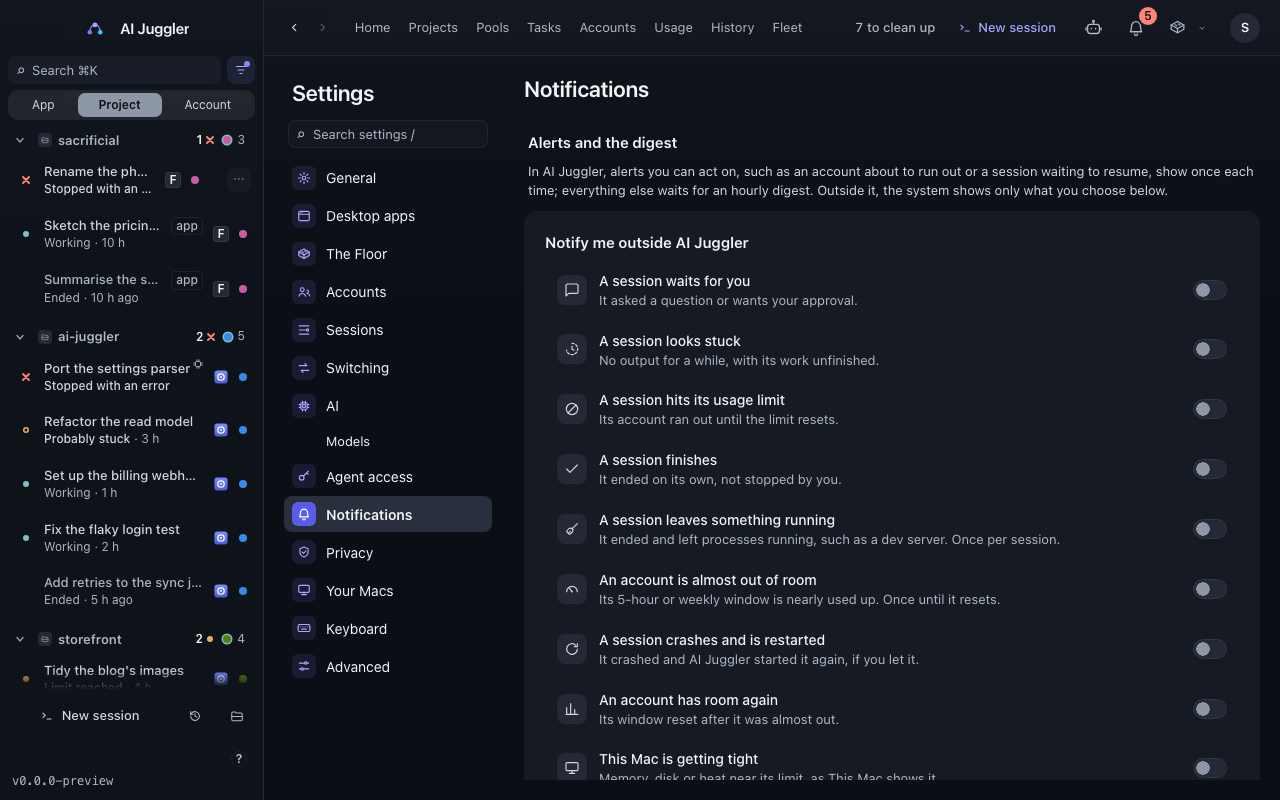 AI Juggler
Search ⌘K
App Project Account
sacrificial 1 3
Rename the ph... F
Stopped with an ...
Sketch the pricin... app F
Working · 10 h
Summarise the s... app F
Ended · 10 h ago
ai-juggler 2 5
Port the settings parser
Stopped with an error
Refactor the read model
Probably stuck · 3 h
Set up the billing webh...
Working · 1 h
Fix the flaky login test
Working · 2 h
Add retries to the sync j...
Ended · 5 h ago
storefront 2 4
Tidy the blog's images
Limit reached · 4 h
New session
?
v0.0.0-preview
Home Projects Pools Tasks Accounts Usage History Fleet 7 to clean up New session 5 S
Settings
Search settings /
General
Desktop apps
The Floor
Accounts
Sessions
Switching
AI
Models
Agent access
Notifications
Privacy
Your Macs
Keyboard
Advanced
Notifications
Alerts and the digest
In AI Juggler, alerts you can act on, such as an account about to run out or a session waiting to resume, show once each
time; everything else waits for an hourly digest. Outside it, the system shows only what you choose below.
Notify me outside AI Juggler
A session waits for you
It asked a question or wants your approval.
A session looks stuck
No output for a while, with its work unfinished.
A session hits its usage limit
Its account ran out until the limit resets.
A session finishes
It ended on its own, not stopped by you.
A session leaves something running
It ended and left processes running, such as a dev server. Once per session.
An account is almost out of room
Its 5-hour or weekly window is nearly used up. Once until it resets.
A session crashes and is restarted
It crashed and AI Juggler started it again, if you let it.
An account has room again
Its window reset after it was almost out.
This Mac is getting tight
Memory, disk or heat near its limit, as This Mac shows it.